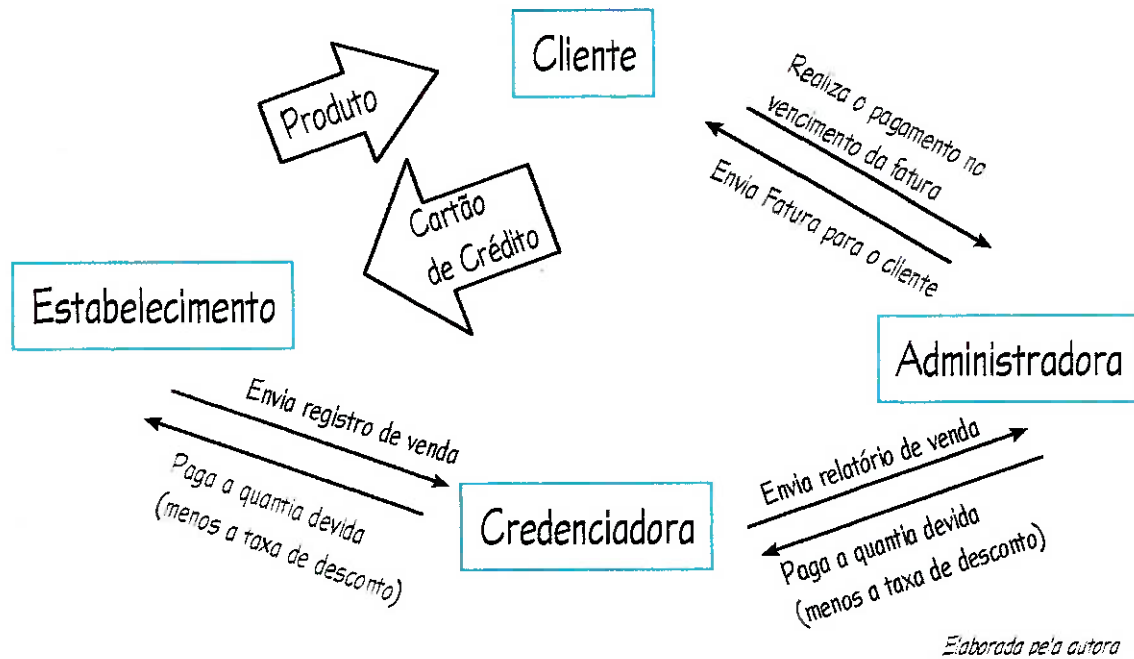 Cliente
Produto
Cartão
de Crédito
Realiza o pagamento no
vencimento da fatura
Envia Fatura para o cliente
Estabelecimento
Administradora
Envia registro de venda
Paga a quantia devida
(menos a taxa de desconto)
Credenciadora
Envia relatório de venda
Paga a quantia devida
(menos a taxa de desconto)
Elaborada pela autora